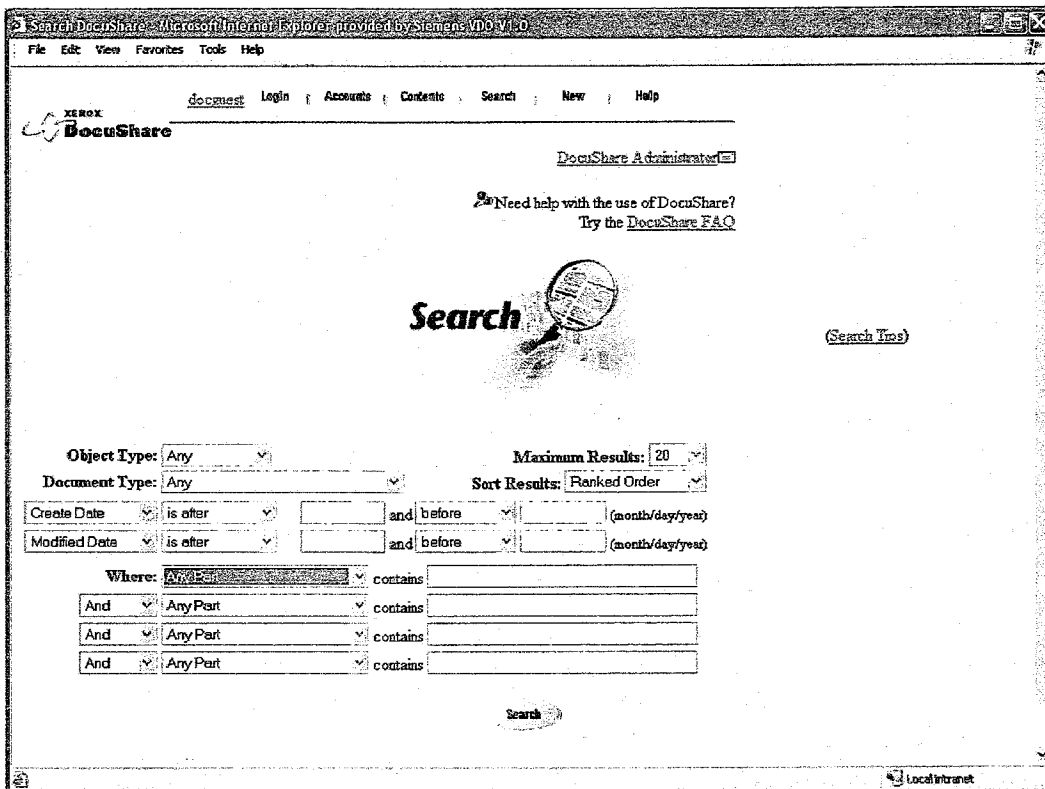 Search DocuShare - Microsoft Internet Explorer provided by Siemens VDO V1.0
File Edit View Favorites Tools Help
docguest Login Accounts Contents Search New Help
XEROX
DocuShare
DocuShare Administrator
Need help with the use of DocuShare?
Try the DocuShare FAQ
Search
(Search Tips)
Object Type: Any Maximum Results: 20
Document Type: Any Sort Results: Ranked Order
Create Date is after and before (month/day/year)
Modified Date is after and before (month/day/year)
Where: Any Part contains
And Any Part contains
And Any Part contains
And Any Part contains
Search
Local intranet